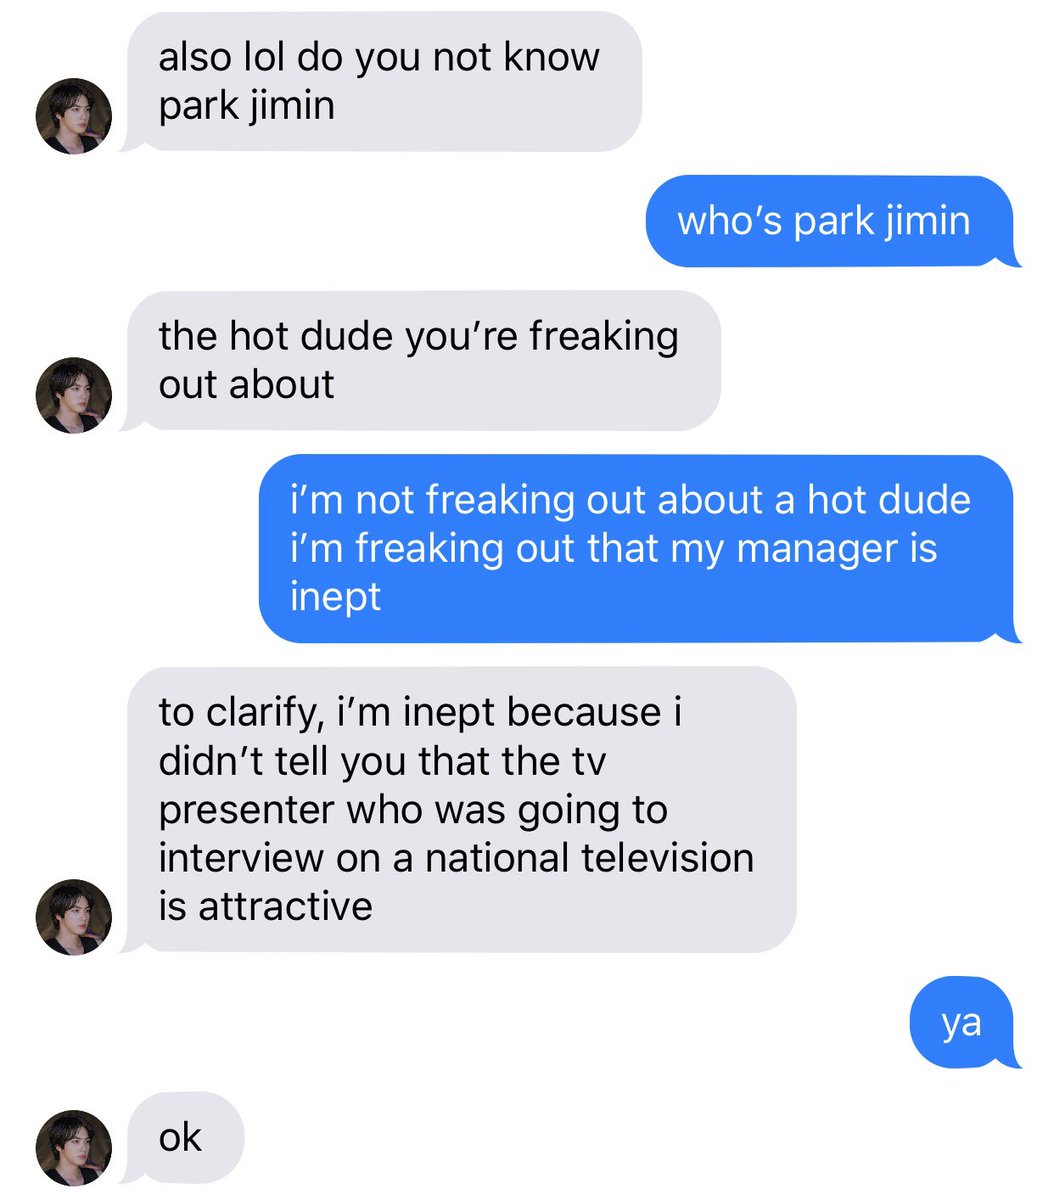 also lol do you not know
park jimin
who’s park jimin
the hot dude you’re freaking
out about
i’m not freaking out about a hot dude
i’m freaking out that my manager is
inept
to clarify, i’m inept because i
didn’t tell you that the tv
presenter who was going to
interview on a national television
is attractive
ya
ok